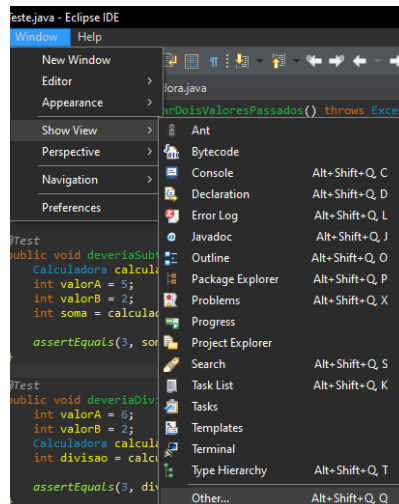 Teste.java - Eclipse IDE
Window Help
New Window
Editor
Appearance
Show View
Perspective
Navigation
Preferences
dora.java
arDoisValoresPassados() throws Exce
Ant
Bytecode
Console Alt+Shift+Q, C
Declaration Alt+Shift+Q, D
Error Log Alt+Shift+Q, L
Javadoc Alt+Shift+Q, J
Outline Alt+Shift+Q, O
Package Explorer Alt+Shift+Q, P
Problems Alt+Shift+Q, X
Progress
Project Explorer
Search Alt+Shift+Q, S
Task List Alt+Shift+Q, K
Tasks
Templates
Terminal
Type Hierarchy Alt+Shift+Q, T
Other... Alt+Shift+Q, Q
@Test
public void deveriaSubt
Calculadora calcula
int valorA = 5;
int valorB = 2;
int soma = calculad
assertEquals(3, som
}
@Test
public void deveriaDivi
int valorA = 6;
int valorB = 2;
Calculadora calcula
int divisao = calcu
assertEquals(3, div